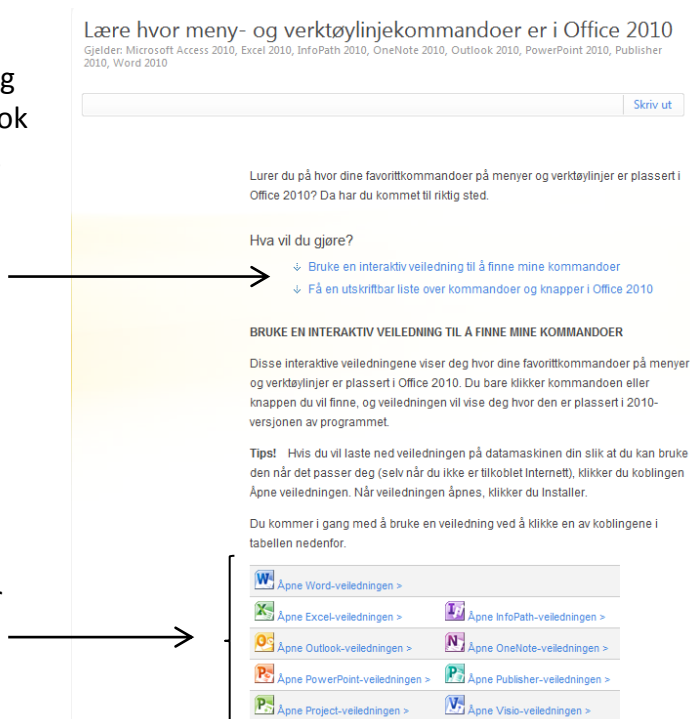 Lære hvor meny- og verktøylinjekommandoer er i Office 2010
Gjelder: Microsoft Access 2010, Excel 2010, InfoPath 2010, OneNote 2010, Outlook 2010, PowerPoint 2010, Publisher
2010, Word 2010
g
ok
Skriv ut
Lurer du på hvor dine favorittkommandoer på menyer og verktøylinjer er plassert i
Office 2010? Da har du kommet til riktig sted.
Hva vil du gjøre?
Bruke en interaktiv veiledning til å finne mine kommandoer
Få en utskriftbar liste over kommandoer og knapper i Office 2010
BRUKE EN INTERAKTIV VEILEDNING TIL Å FINNE MINE KOMMANDOER
Disse interaktive veiledningene viser deg hvor dine favorittkommandoer på menyer
og verktøylinjer er plassert i Office 2010. Du bare klikker kommandoen eller
knappen du vil finne, og veiledningen vil vise deg hvor den er plassert i 2010-
versjonen av programmet.
Tips! Hvis du vil laste ned veiledningen på datamaskinen din slik at du kan bruke
den når det passer deg (selv når du ikke er tilkoblet Internett), klikker du koblingen
Åpne veiledningen. Når veiledningen åpnes, klikker du Installer.
Du kommer i gang med å bruke en veiledning ved å klikke en av koblingene i
tabellen nedenfor.
Åpne Word-veiledningen >
Åpne Excel-veiledningen > Åpne InfoPath-veiledningen >
Åpne Outlook-veiledningen > Åpne OneNote-veiledningen >
Åpne PowerPoint-veiledningen > Åpne Publisher-veiledningen >
Åpne Project-veiledningen > Åpne Visio-veiledningen >